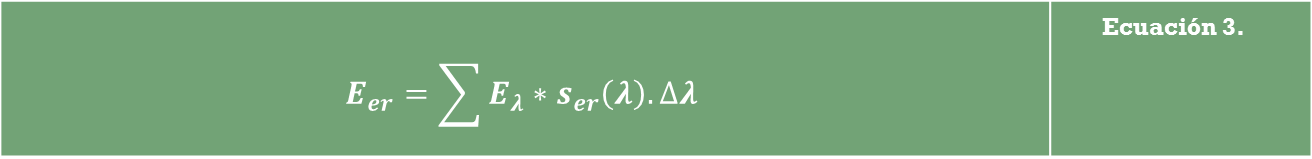 Ecuación 3.
E_er = ∑ E_λ * s_er(λ). Δλ